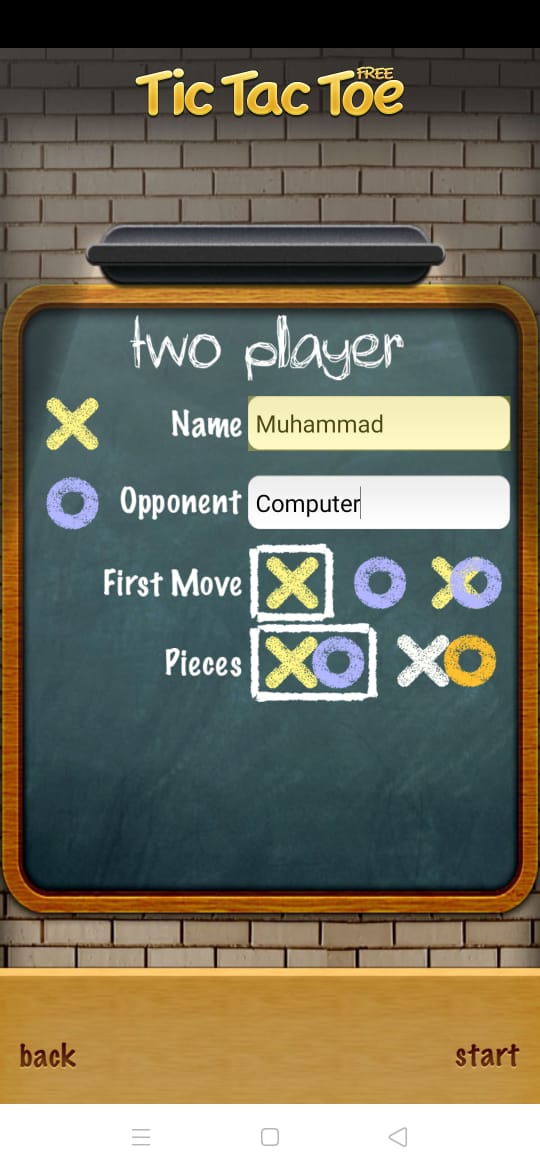 Tic Tac Toe FREE
two player
Name Muhammad
Opponent Computer
First Move
Pieces
back start